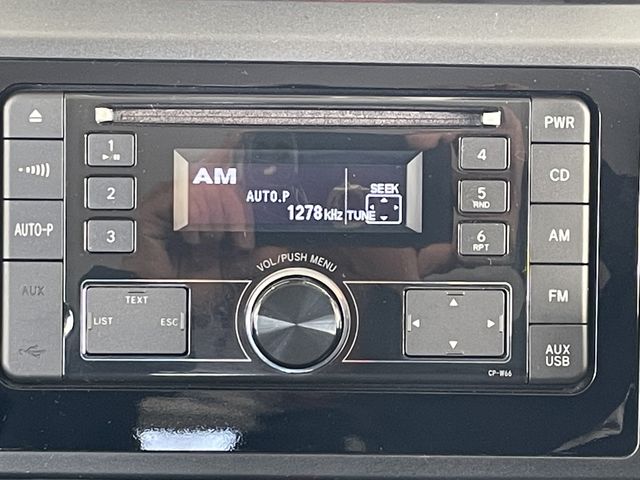 PWR
1
4
AM
SEEK
CD
2
AUTO.P
5
RND
1278 kHz TUNE
AUTO-P
3
6
RPT
AM
VOL/PUSH MENU
AUX
TEXT
FM
LIST
ESC
AUX
USB
CP-W66